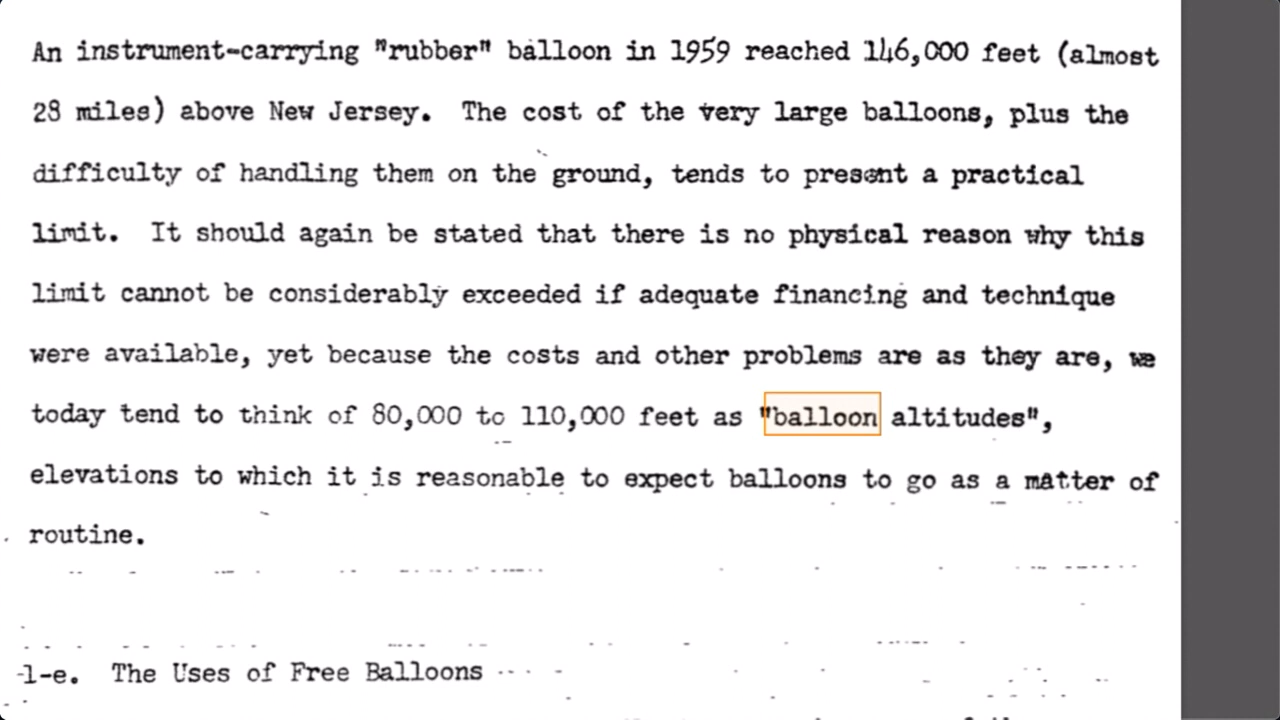 An instrument-carrying "rubber" balloon in 1959 reached 146,000 feet (almost
28 miles) above New Jersey. The cost of the very large balloons, plus the
difficulty of handling them on the ground, tends to present a practical
limit. It should again be stated that there is no physical reason why this
limit cannot be considerably exceeded if adequate financing and technique
were available, yet because the costs and other problems are as they are, we
today tend to think of 80,000 to 110,000 feet as "balloon altitudes",
elevations to which it is reasonable to expect balloons to go as a matter of
routine.
1-e. The Uses of Free Balloons